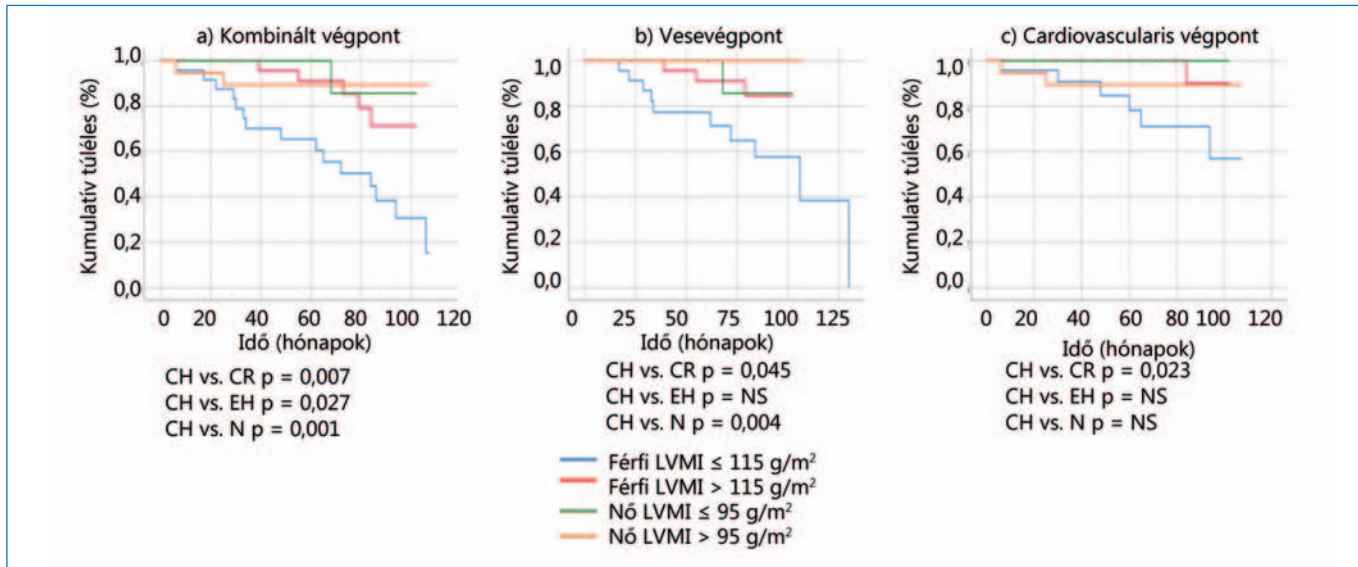 a) Kombinált végpont
Kumulatív túléles (%)
1,0
0,8
0,6
0,4
0,2
0,0
0 20 40 60 80 100 120
Idő (hónapok)
CH vs. CR p = 0,007
CH vs. EH p = 0,027
CH vs. N p = 0,001
b) Vesevégpont
Kumulatív túléles (%)
1,0
0,8
0,6
0,4
0,2
0,0
0 25 50 75 100 125
Idő (hónapok)
CH vs. CR p = 0,045
CH vs. EH p = NS
CH vs. N p = 0,004
c) Cardiovascularis végpont
Kumulatív túléles (%)
1,0
0,8
0,6
0,4
0,2
0,0
0 20 40 60 80 100 120
Idő (hónapok)
CH vs. CR p = 0,023
CH vs. EH p = NS
CH vs. N p = NS
Férfi LVMI ≤ 115 g/m²
Férfi LVMI > 115 g/m²
Nő LVMI ≤ 95 g/m²
Nő LVMI > 95 g/m²